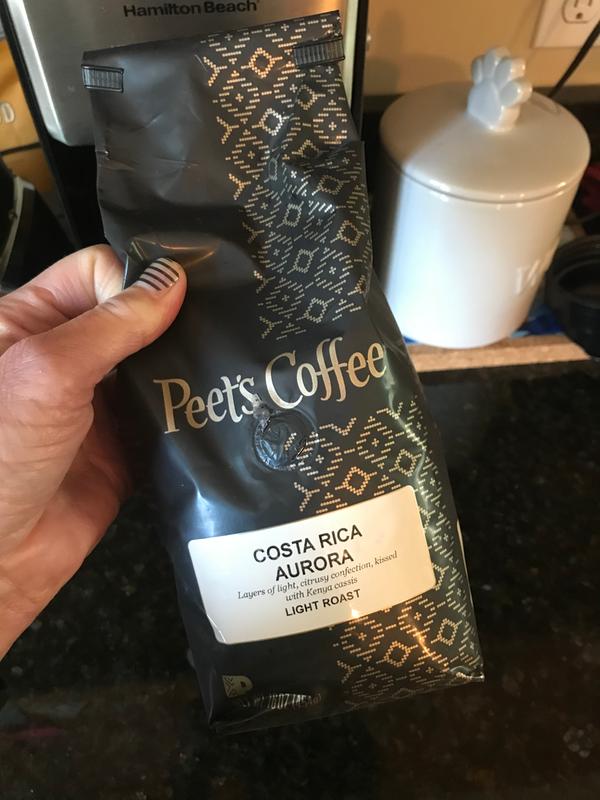 Hamilton Beach
Peet's Coffee
COSTA RICA
AURORA
Layers of light, citrusy confection, kissed
with Kenya cassis
LIGHT ROAST